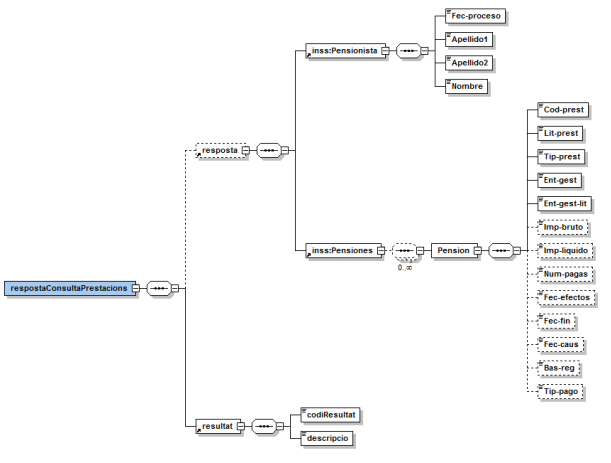 Fec-proceso
Apellido1
inss:Pensionista
Apellido2
Nombre
Cod-prest
Lit-prest
resposta
Tip-prest
Ent-gest
Ent-gest-lit
Imp-bruto
inss:Pensiones
Pension
Imp-liquido
0..∞
Num-pagas
respostaConsultaPrestacions
Fec-efectos
Fec-fin
Fec-caus
Bas-reg
Tip-pago
codiResultat
resultat
descripcio